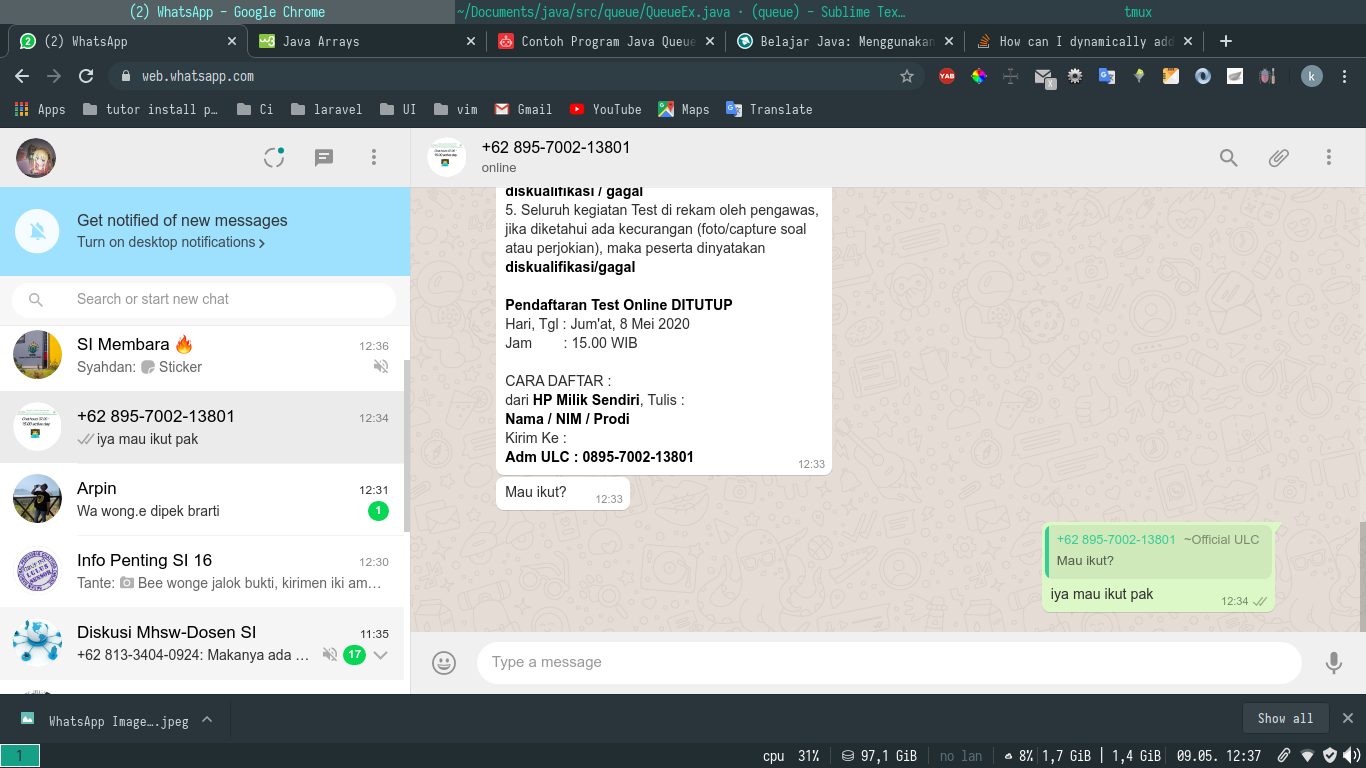 (2) WhatsApp - Google Chrome
~/Documents/java/src/queue/QueueEx.java · (queue) - Sublime Tex…
tmux
(2) WhatsApp
Java Arrays
Contoh Program Java Queue
Belajar Java: Menggunakan
How can I dynamically add
web.whatsapp.com
YAB
k
Apps
tutor install p…
Ci
laravel
UI
vim
Gmail
YouTube
Maps
Translate
+62 895-7002-13801
online
Get notified of new messages
Turn on desktop notifications
Search or start new chat
SI Membara 🔥
12:36
Syahdan: Sticker
+62 895-7002-13801
12:34
iya mau ikut pak
Arpin
12:31
Wa wong.e dipek brarti
1
Info Penting SI 16
12:30
Tante: Bee wonge jalok bukti, kirimen iki am…
Diskusi Mhsw-Dosen SI
11:35
+62 813-3404-0924: Makanya ada …
17
diskualifikasi / gagal
5. Seluruh kegiatan Test di rekam oleh pengawas,
jika diketahui ada kecurangan (foto/capture soal
atau perjokian), maka peserta dinyatakan
diskualifikasi/gagal
Pendaftaran Test Online DITUTUP
Hari, Tgl : Jum'at, 8 Mei 2020
Jam : 15.00 WIB
CARA DAFTAR :
dari HP Milik Sendiri, Tulis :
Nama / NIM / Prodi
Kirim Ke :
Adm ULC : 0895-7002-13801
12:33
Mau ikut?
12:33
+62 895-7002-13801 ~Official ULC
Mau ikut?
iya mau ikut pak
12:34
Type a message
WhatsApp Image….jpeg
Show all
1
cpu 31%
97,1 GiB
no lan
8%
1,7 GiB | 1,4 GiB
09.05. 12:37